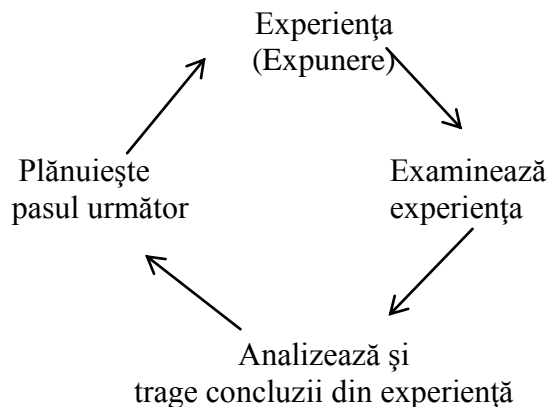 Experienţa
(Expunere)
Examinează
experienţa
Analizează şi
trage concluzii din experienţă
Plănuieşte
pasul următor